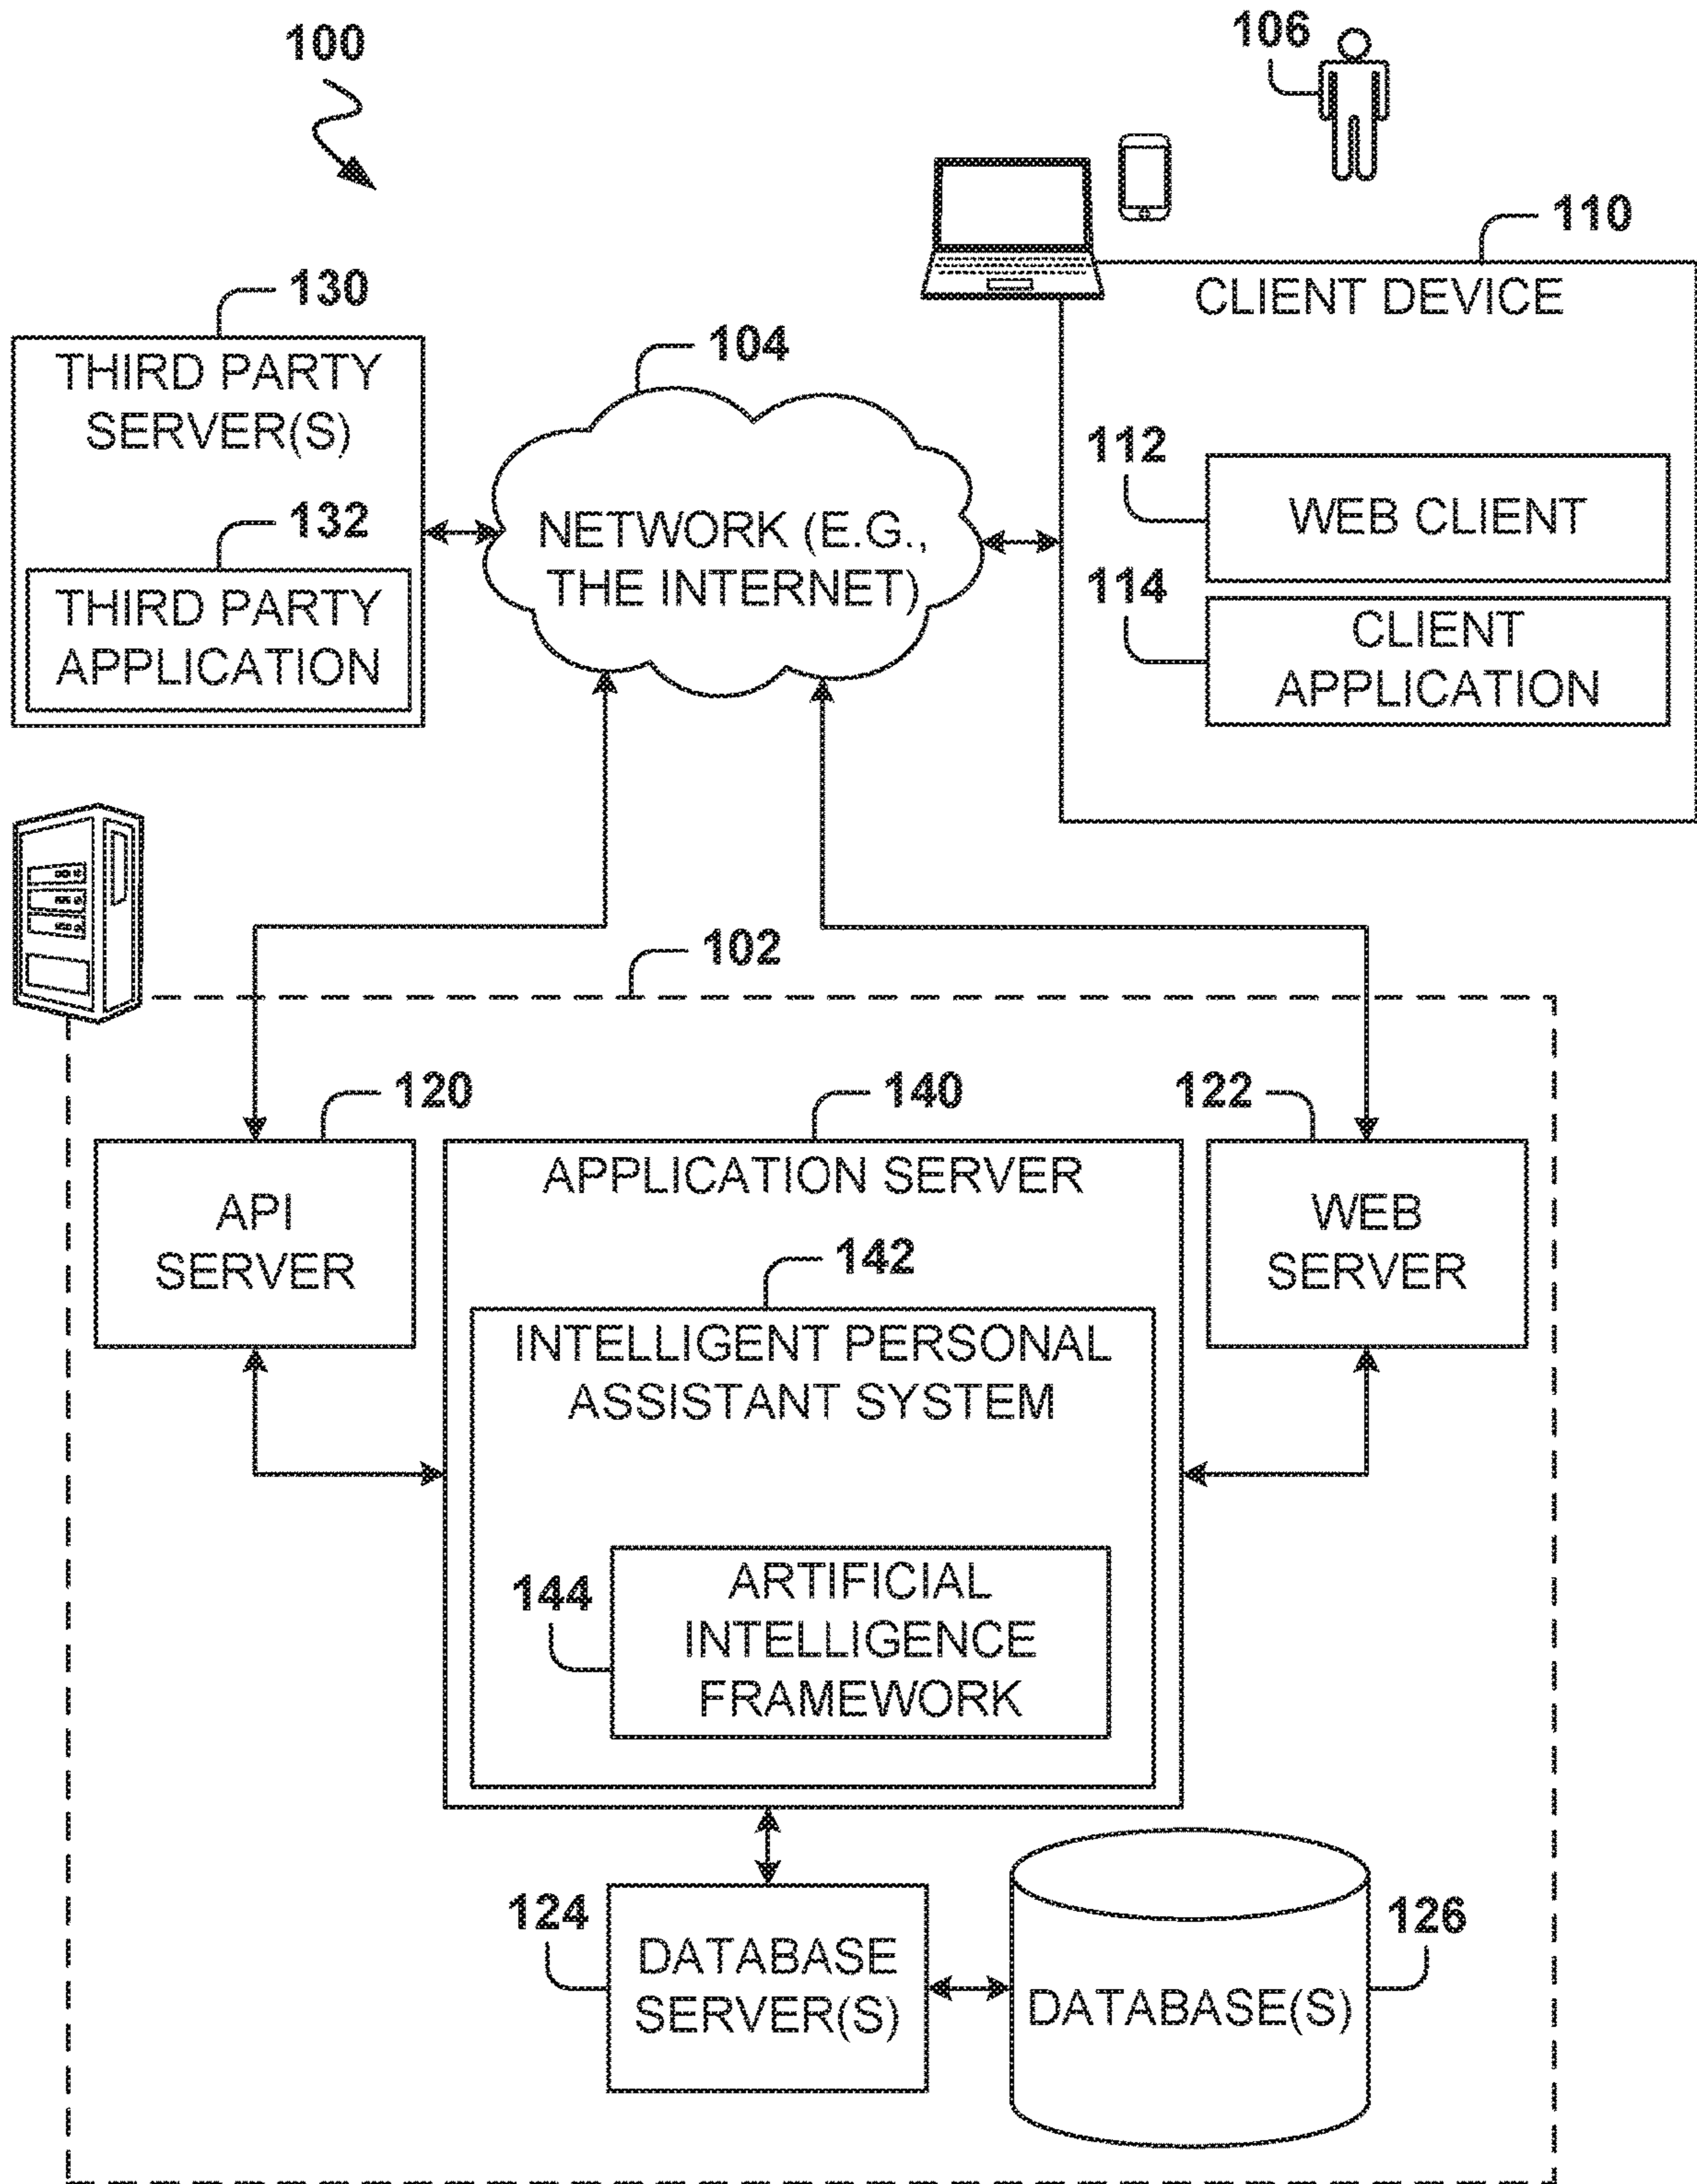 100
106
110
CLIENT DEVICE
130
THIRD PARTY
SERVER(S)
104
112
WEB CLIENT
132
NETWORK (E.G.,
THE INTERNET)
114
THIRD PARTY
APPLICATION
CLIENT
APPLICATION
102
120
140
122
API
SERVER
APPLICATION SERVER
WEB
SERVER
142
INTELLIGENT PERSONAL
ASSISTANT SYSTEM
144
ARTIFICIAL
INTELLIGENCE
FRAMEWORK
124
DATABASE
SERVER(S)
126
DATABASE(S)